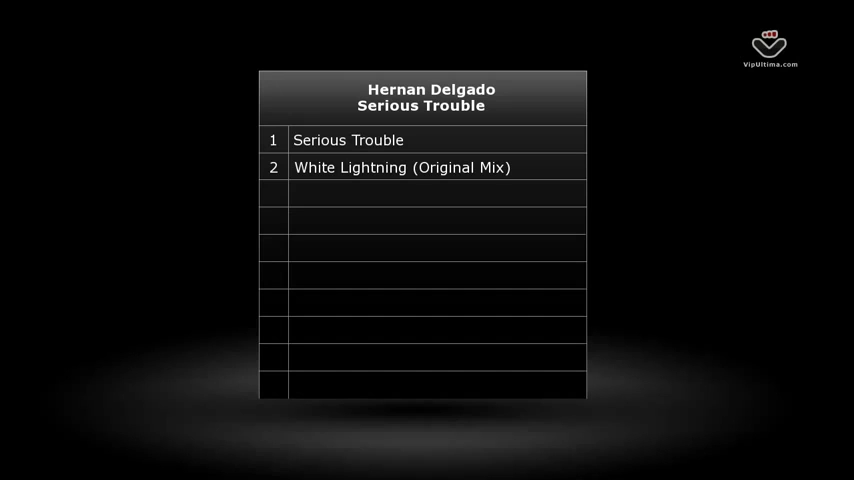 VipUltima.com
Hernan Delgado
Serious Trouble
1 Serious Trouble
2 White Lightning (Original Mix)